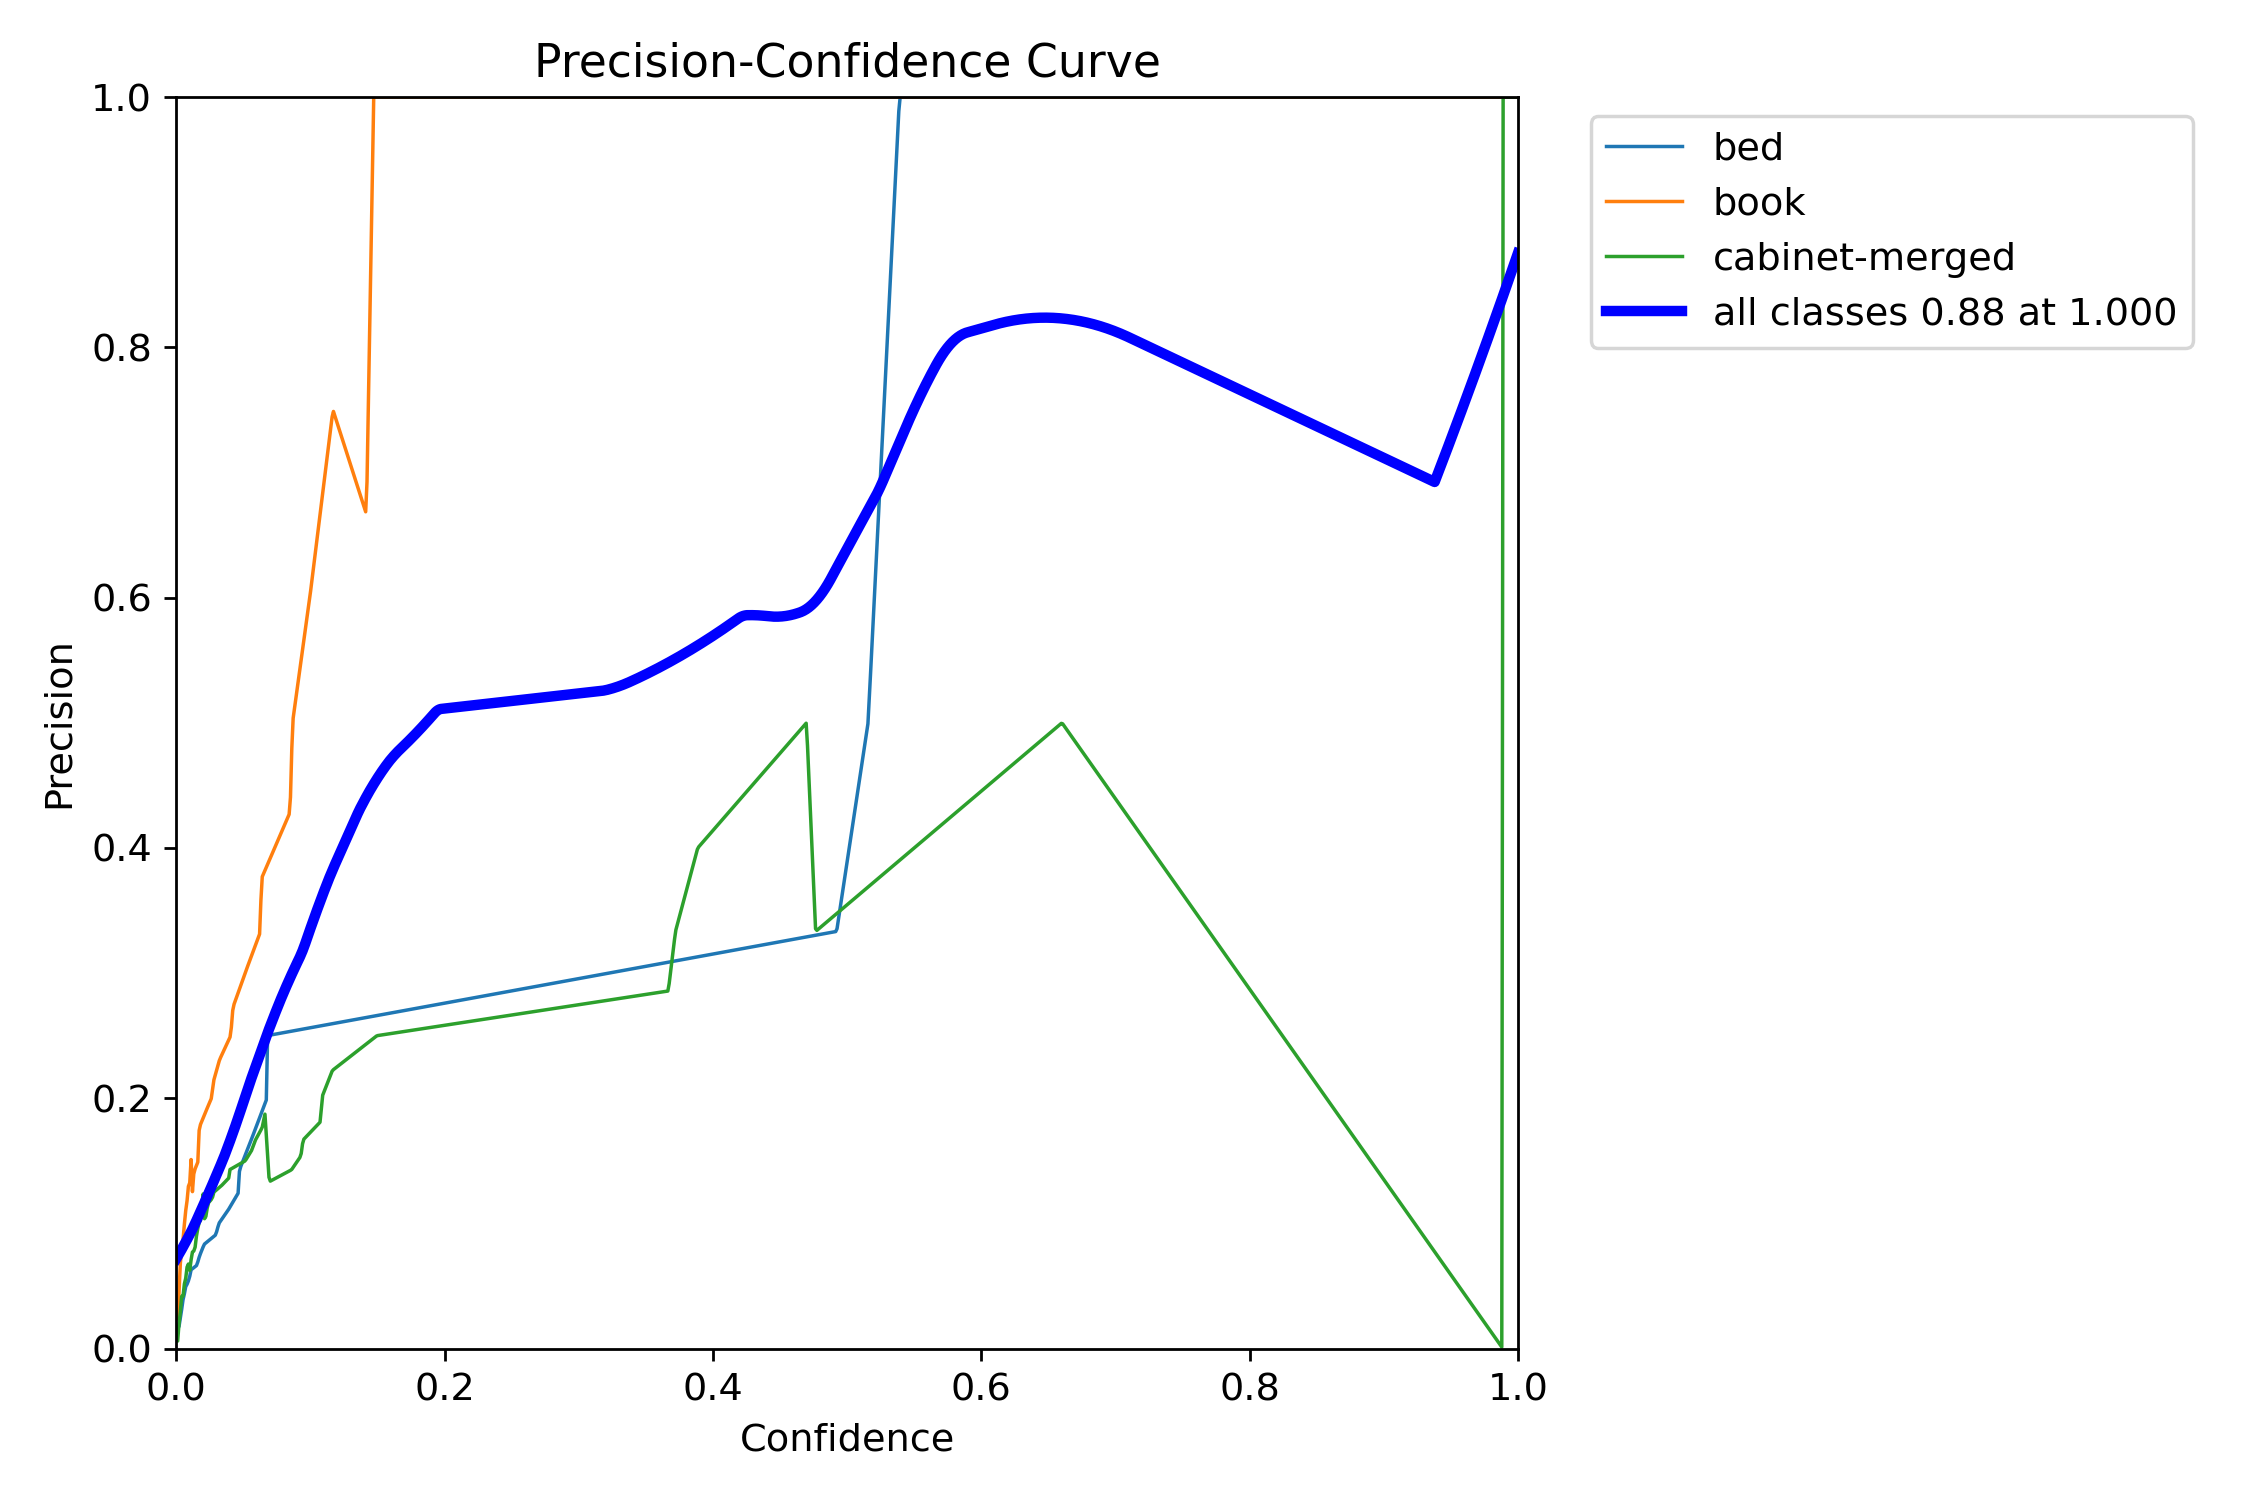 Precision-Confidence Curve
1.0
0.8
0.6
0.4
0.2
0.0
Precision
0.0 0.2 0.4 0.6 0.8 1.0
Confidence
bed
book
cabinet-merged
all classes 0.88 at 1.000